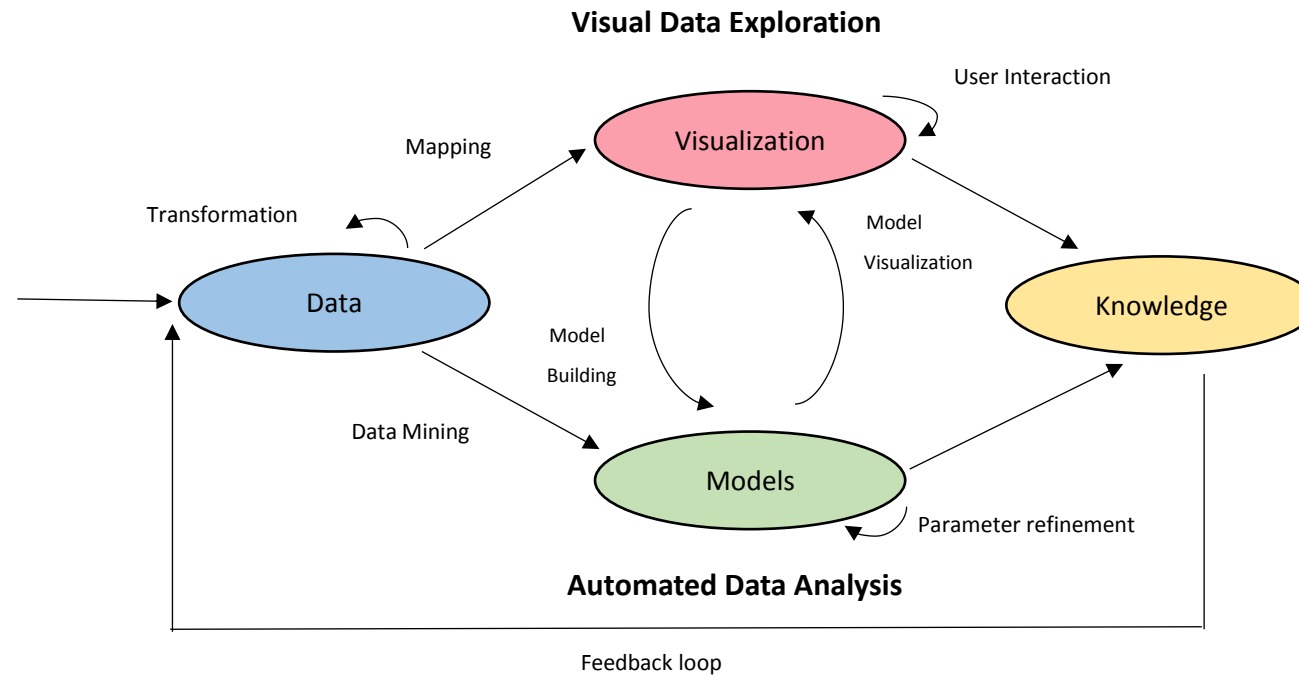 Visual Data Exploration
User Interaction
Visualization
Mapping
Transformation
Model
Visualization
Data
Knowledge
Model
Building
Data Mining
Models
Parameter refinement
Automated Data Analysis
Feedback loop